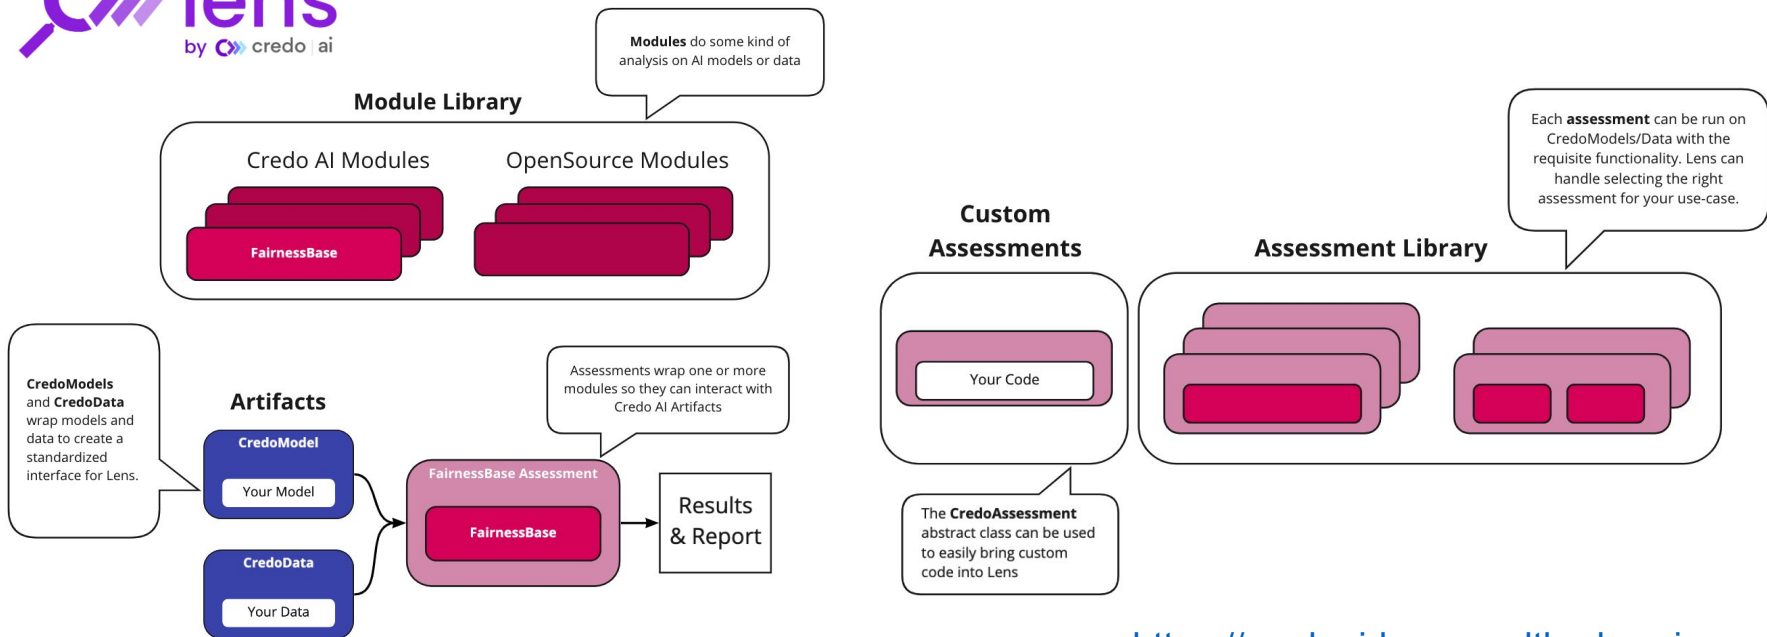 lens
by credo | ai
Modules do some kind of
analysis on AI models or data
Module Library
Credo AI Modules
OpenSource Modules
FairnessBase
CredoModels
and CredoData
wrap models and
data to create a
standardized
interface for Lens.
Artifacts
CredoModel
Your Model
CredoData
Your Data
Assessments wrap one or more
modules so they can interact with
Credo AI Artifacts
FairnessBase Assessment
FairnessBase
Results
& Report
Custom
Assessments
Your Code
The CredoAssessment
abstract class can be used
to easily bring custom
code into Lens
Assessment Library
Each assessment can be run on
CredoModels/Data with the
requisite functionality. Lens can
handle selecting the right
assessment for your use-case.